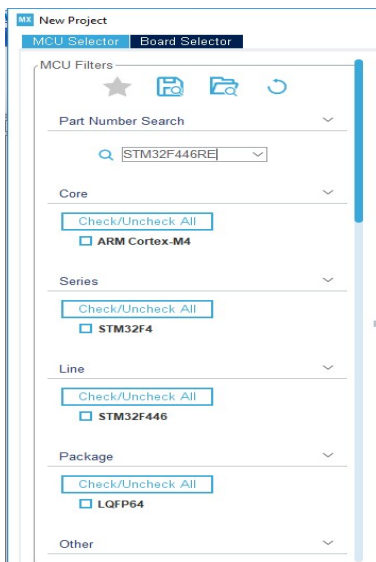 MX New Project
MCU Selector Board Selector
MCU Filters
Part Number Search
STM32F446RE
Core
Check/Uncheck All
ARM Cortex-M4
Series
Check/Uncheck All
STM32F4
Line
Check/Uncheck All
STM32F446
Package
Check/Uncheck All
LQFP64
Other